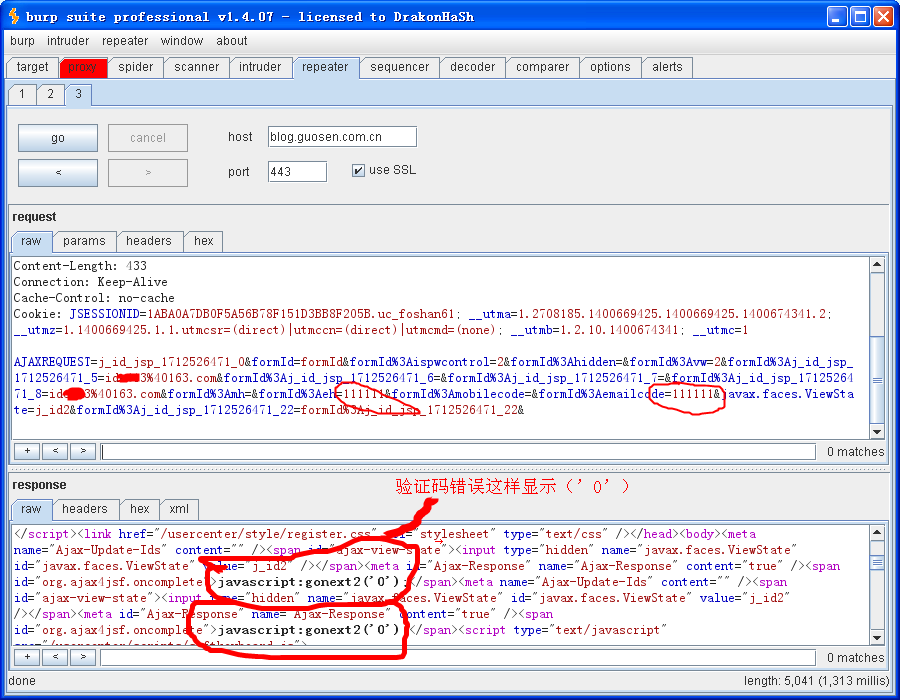 burp suite professional v1.4.07 - licensed to DrakonHaSh
burp intruder repeater window about
target proxy spider scanner intruder repeater sequencer decoder comparer options alerts
1 2 3
go cancel host blog.guosen.com.cn
< > port 443 use SSL
request
raw params headers hex
Content-Length: 433
Connection: Keep-Alive
Cache-Control: no-cache
Cookie: JSESSIONID=1ABA0A7DB0F5A56B78F151D3BB8F205B.uc_foshan61; __utma=1.2708185.1400669425.1400669425.1400674341.2;
__utmz=1.1400669425.1.1.utmcsr=(direct)|utmccn=(direct)|utmcmd=(none); __utmb=1.2.10.1400674341; __utmc=1
AJAXREQUEST=j_id_jsp_1712526471_0&formId=formId&formId%3Aispwcontrol=2&formId%3Ahidden=&formId%3Avw=2&formId%3Aj_id_jsp_
1712526471_5=id 3%40163.com&formId%3Aj_id_jsp_1712526471_6=&formId%3Aj_id_jsp_1712526471_7=&formId%3Aj_id_jsp_17125264
71_8=id 3%40163.com&formId%3Amh=&formId%3Aeh=111111&formId%3Amobilecode=&formId%3Aemailcode=111111&javax.faces.ViewSta
te=j_id2&formId%3Aj_id_jsp_1712526471_22=formId%3Aj_id_jsp_1712526471_22&
+ < > 0 matches
response
验证码错误这样显示（'0'）
raw headers hex xml
</script><link href="/usercenter/style/register.css" "stylesheet" type="text/css" /></head><body><meta
name="Ajax-Update-Ids" content="" /><span id="ajax-view-state"><input type="hidden" name="javax.faces.ViewState"
id="javax.faces.ViewState" value="j_id2" /></span><meta id="Ajax-Response" name="Ajax-Response" content="true" /><span
id="org.ajax4jsf.oncomplete">javascript:gonext2('0')</span><meta name="Ajax-Update-Ids" content="" /><span
id="ajax-view-state"><input type="hidden" name="javax.faces.ViewState" id="javax.faces.ViewState" value="j_id2"
/></span><meta id="Ajax-Response" name="Ajax-Response" content="true" /><span
id="org.ajax4jsf.oncomplete">javascript:gonext2('0')</span><script type="text/javascript"
+ < > 0 matches
done length: 5,041 (1,313 millis)